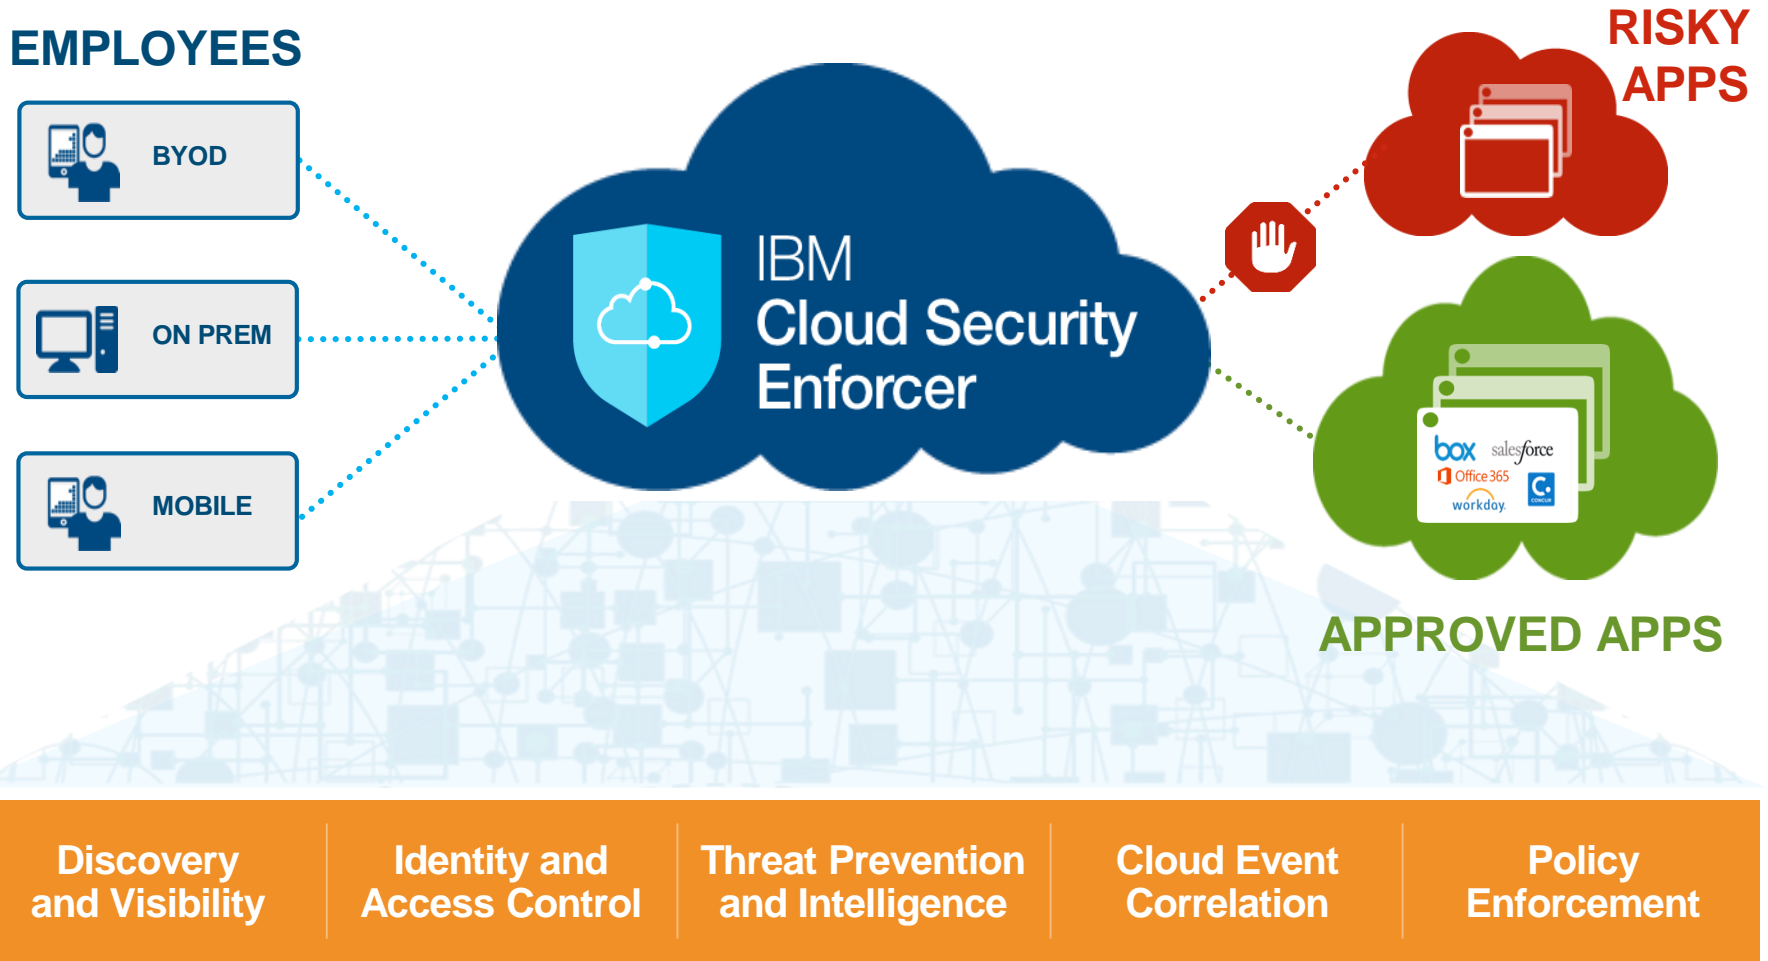 EMPLOYEES
BYOD
ON PREM
MOBILE
IBM
Cloud Security
Enforcer
RISKY
APPS
box salesforce
Office 365
workday.
C.
CONCUR
APPROVED APPS
Discovery
and Visibility
Identity and
Access Control
Threat Prevention
and Intelligence
Cloud Event
Correlation
Policy
Enforcement